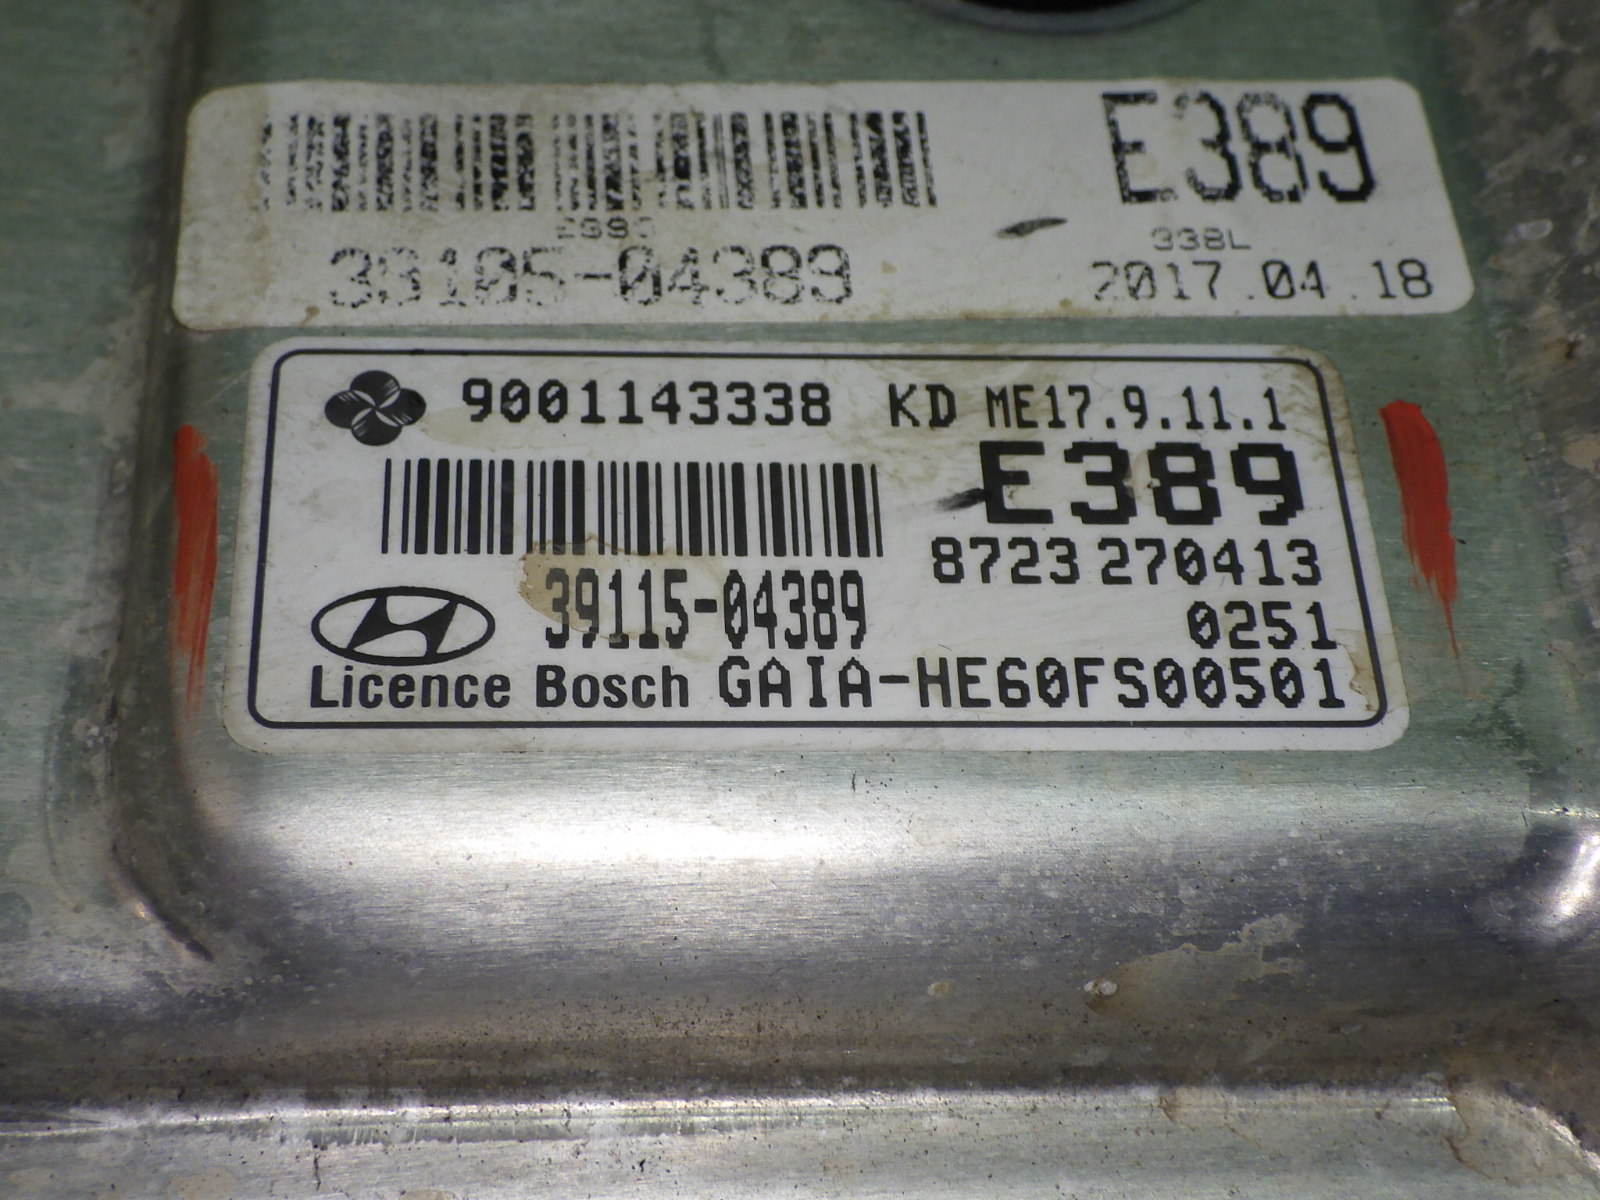 E389
338L
33105-04389
2017.04.18
9001143338 KD ME17.9.11.1
E389
8723 270413
39115-04389
0251
Licence Bosch GAIA-HE60FS00501